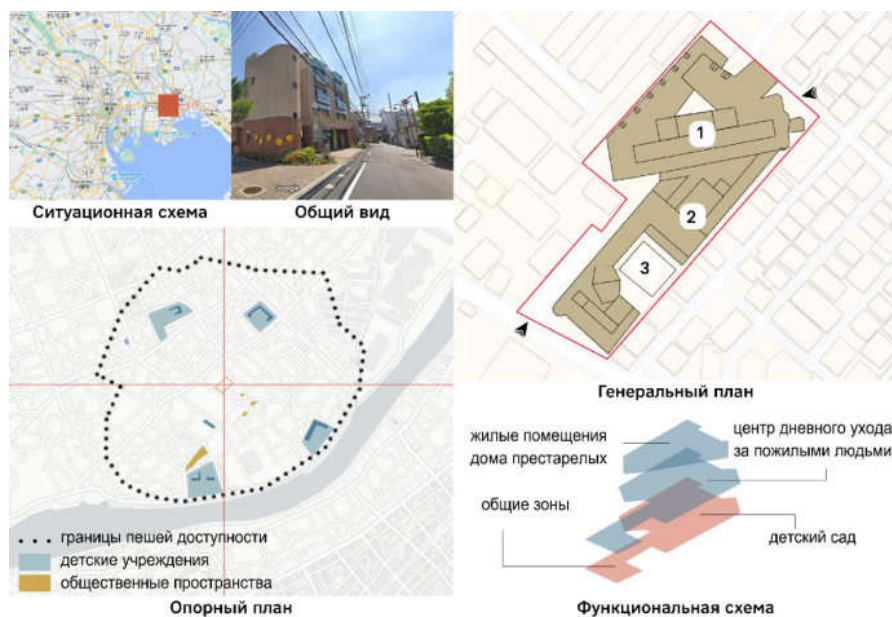 Google
Ситуационная схема
Общий вид
1
2
3
Генеральный план
• • • границы пешей доступности
детские учреждения
общественные пространства
Опорный план
жилые помещения
дома престарелых
центр дневного ухода
за пожилыми людьми
общие зоны
детский сад
Функциональная схема